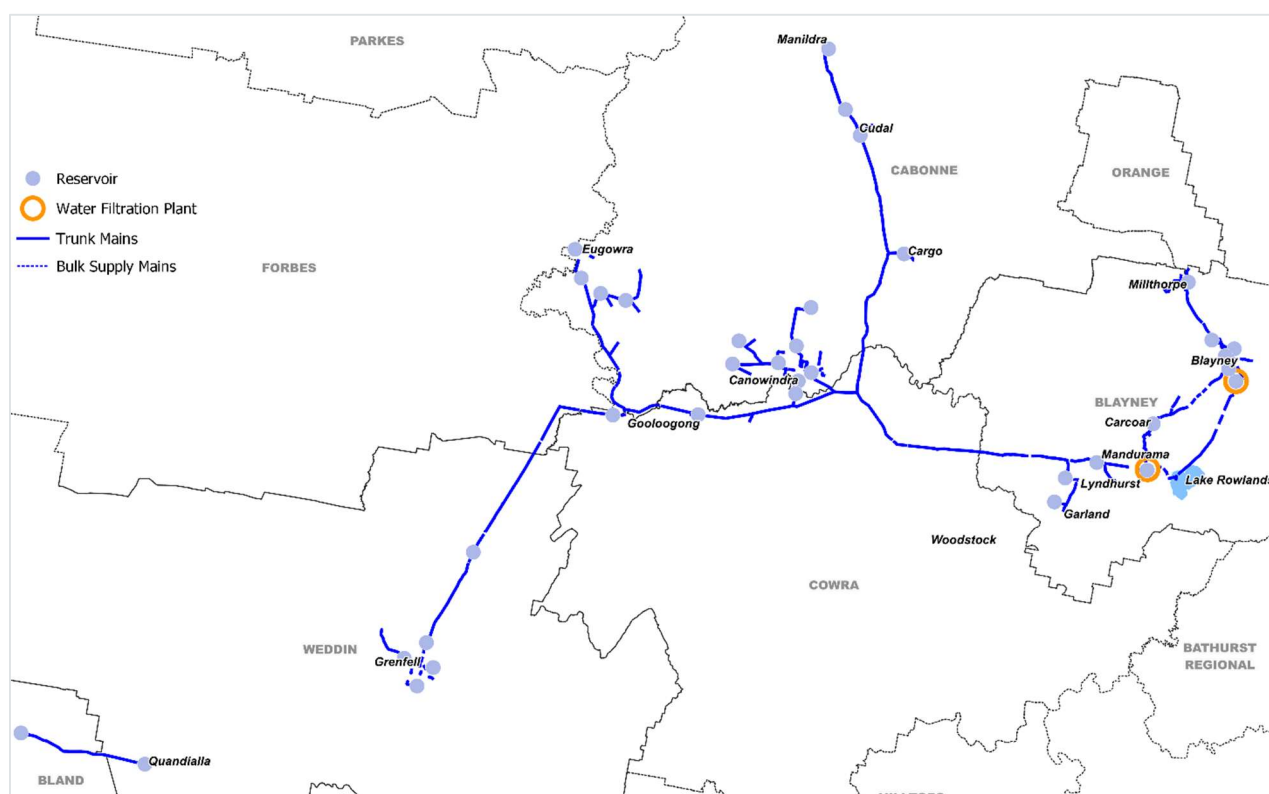 PARKES
Manildra
Cudal
CABONNE
ORANGE
Reservoir
Water Filtration Plant
Trunk Mains
Bulk Supply Mains
FORBES
Eugowra
Cargo
Millthorpe
Blayney
Canowindra
BLAYNEY
Carcoar
Gooloogong
Mandurama
Lyndhurst
Lake Rowlands
Garland
Woodstock
COWRA
WEDDIN
Grenfell
BATHURST
REGIONAL
Quandialla
BLAND